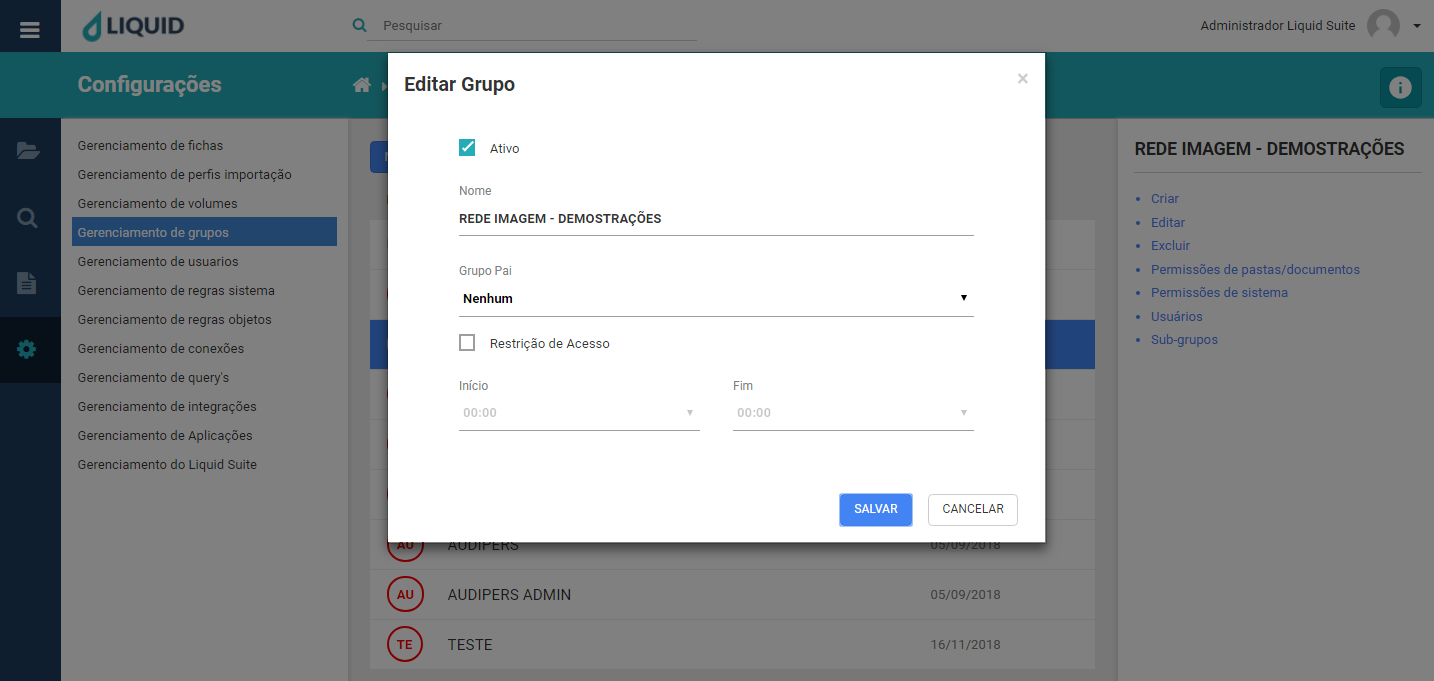 LIQUID
Pesquisar
Administrador Liquid Suite
Configurações
Gerenciamento de fichas
Gerenciamento de perfis importação
Gerenciamento de volumes
Gerenciamento de grupos
Gerenciamento de usuarios
Gerenciamento de regras sistema
Gerenciamento de regras objetos
Gerenciamento de conexões
Gerenciamento de query's
Gerenciamento de integrações
Gerenciamento de Aplicações
Gerenciamento do Liquid Suite
Editar Grupo
×
Ativo
Nome
REDE IMAGEM - DEMOSTRAÇÕES
Grupo Pai
Nenhum
Restrição de Acesso
Início Fim
00:00 00:00
SALVAR CANCELAR
AU AUDIPERS 05/09/2018
AU AUDIPERS ADMIN 05/09/2018
TE TESTE 16/11/2018
REDE IMAGEM - DEMOSTRAÇÕES
Criar
Editar
Excluir
Permissões de pastas/documentos
Permissões de sistema
Usuários
Sub-grupos